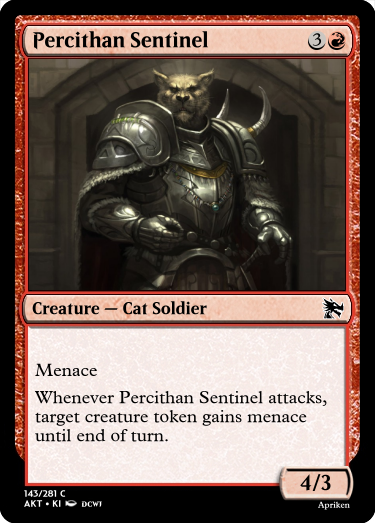 Percithan Sentinel 3
Creature — Cat Soldier
Menace
Whenever Percithan Sentinel attacks,
target creature token gains menace
until end of turn.
4/3
143/281 C
AKT • KI DCWJ
Apriken